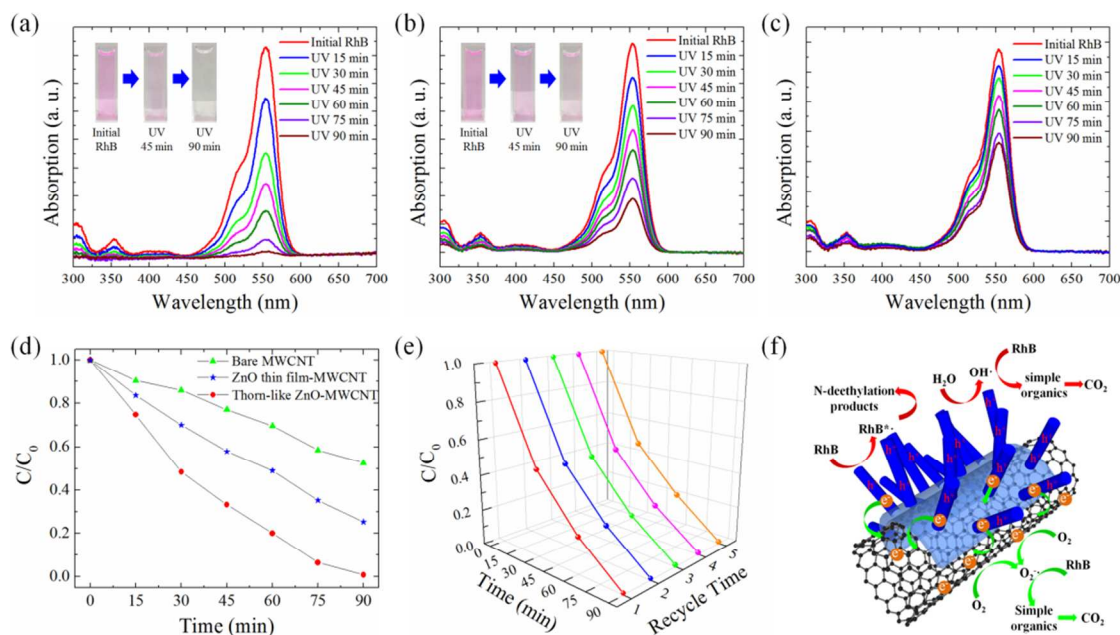 (a)
Absorption (a. u.)
Initial RhB
UV 15 min
UV 30 min
UV 45 min
UV 60 min
UV 75 min
UV 90 min
Initial
RhB
UV
45 min
UV
90 min
300 350 400 450 500 550 600 650 700
Wavelength (nm)
(b)
Absorption (a. u.)
Initial RhB
UV 15 min
UV 30 min
UV 45 min
UV 60 min
UV 75 min
UV 90 min
Initial
RhB
UV
45 min
UV
90 min
300 350 400 450 500 550 600 650 700
Wavelength (nm)
(c)
Absorption (a. u.)
Initial RhB
UV 15 min
UV 30 min
UV 45 min
UV 60 min
UV 75 min
UV 90 min
300 350 400 450 500 550 600 650 700
Wavelength (nm)
(d)
C/C0
1.0
0.8
0.6
0.4
0.2
0.0
Bare MWCNT
ZnO thin film-MWCNT
Thorn-like ZnO-MWCNT
0 15 30 45 60 75 90
Time (min)
(e)
C/C0
1.0
0.8
0.6
0.4
0.2
0.0
0
15
30
45
60
75
90
Time (min)
1
2
3
4
5
Recycle Time
(f)
RhB
OH·
H2O
simple
organics
CO2
N-deethylation
products
RhB*·
RhB
O2
O2-·
RhB
O2
Simple
organics
CO2